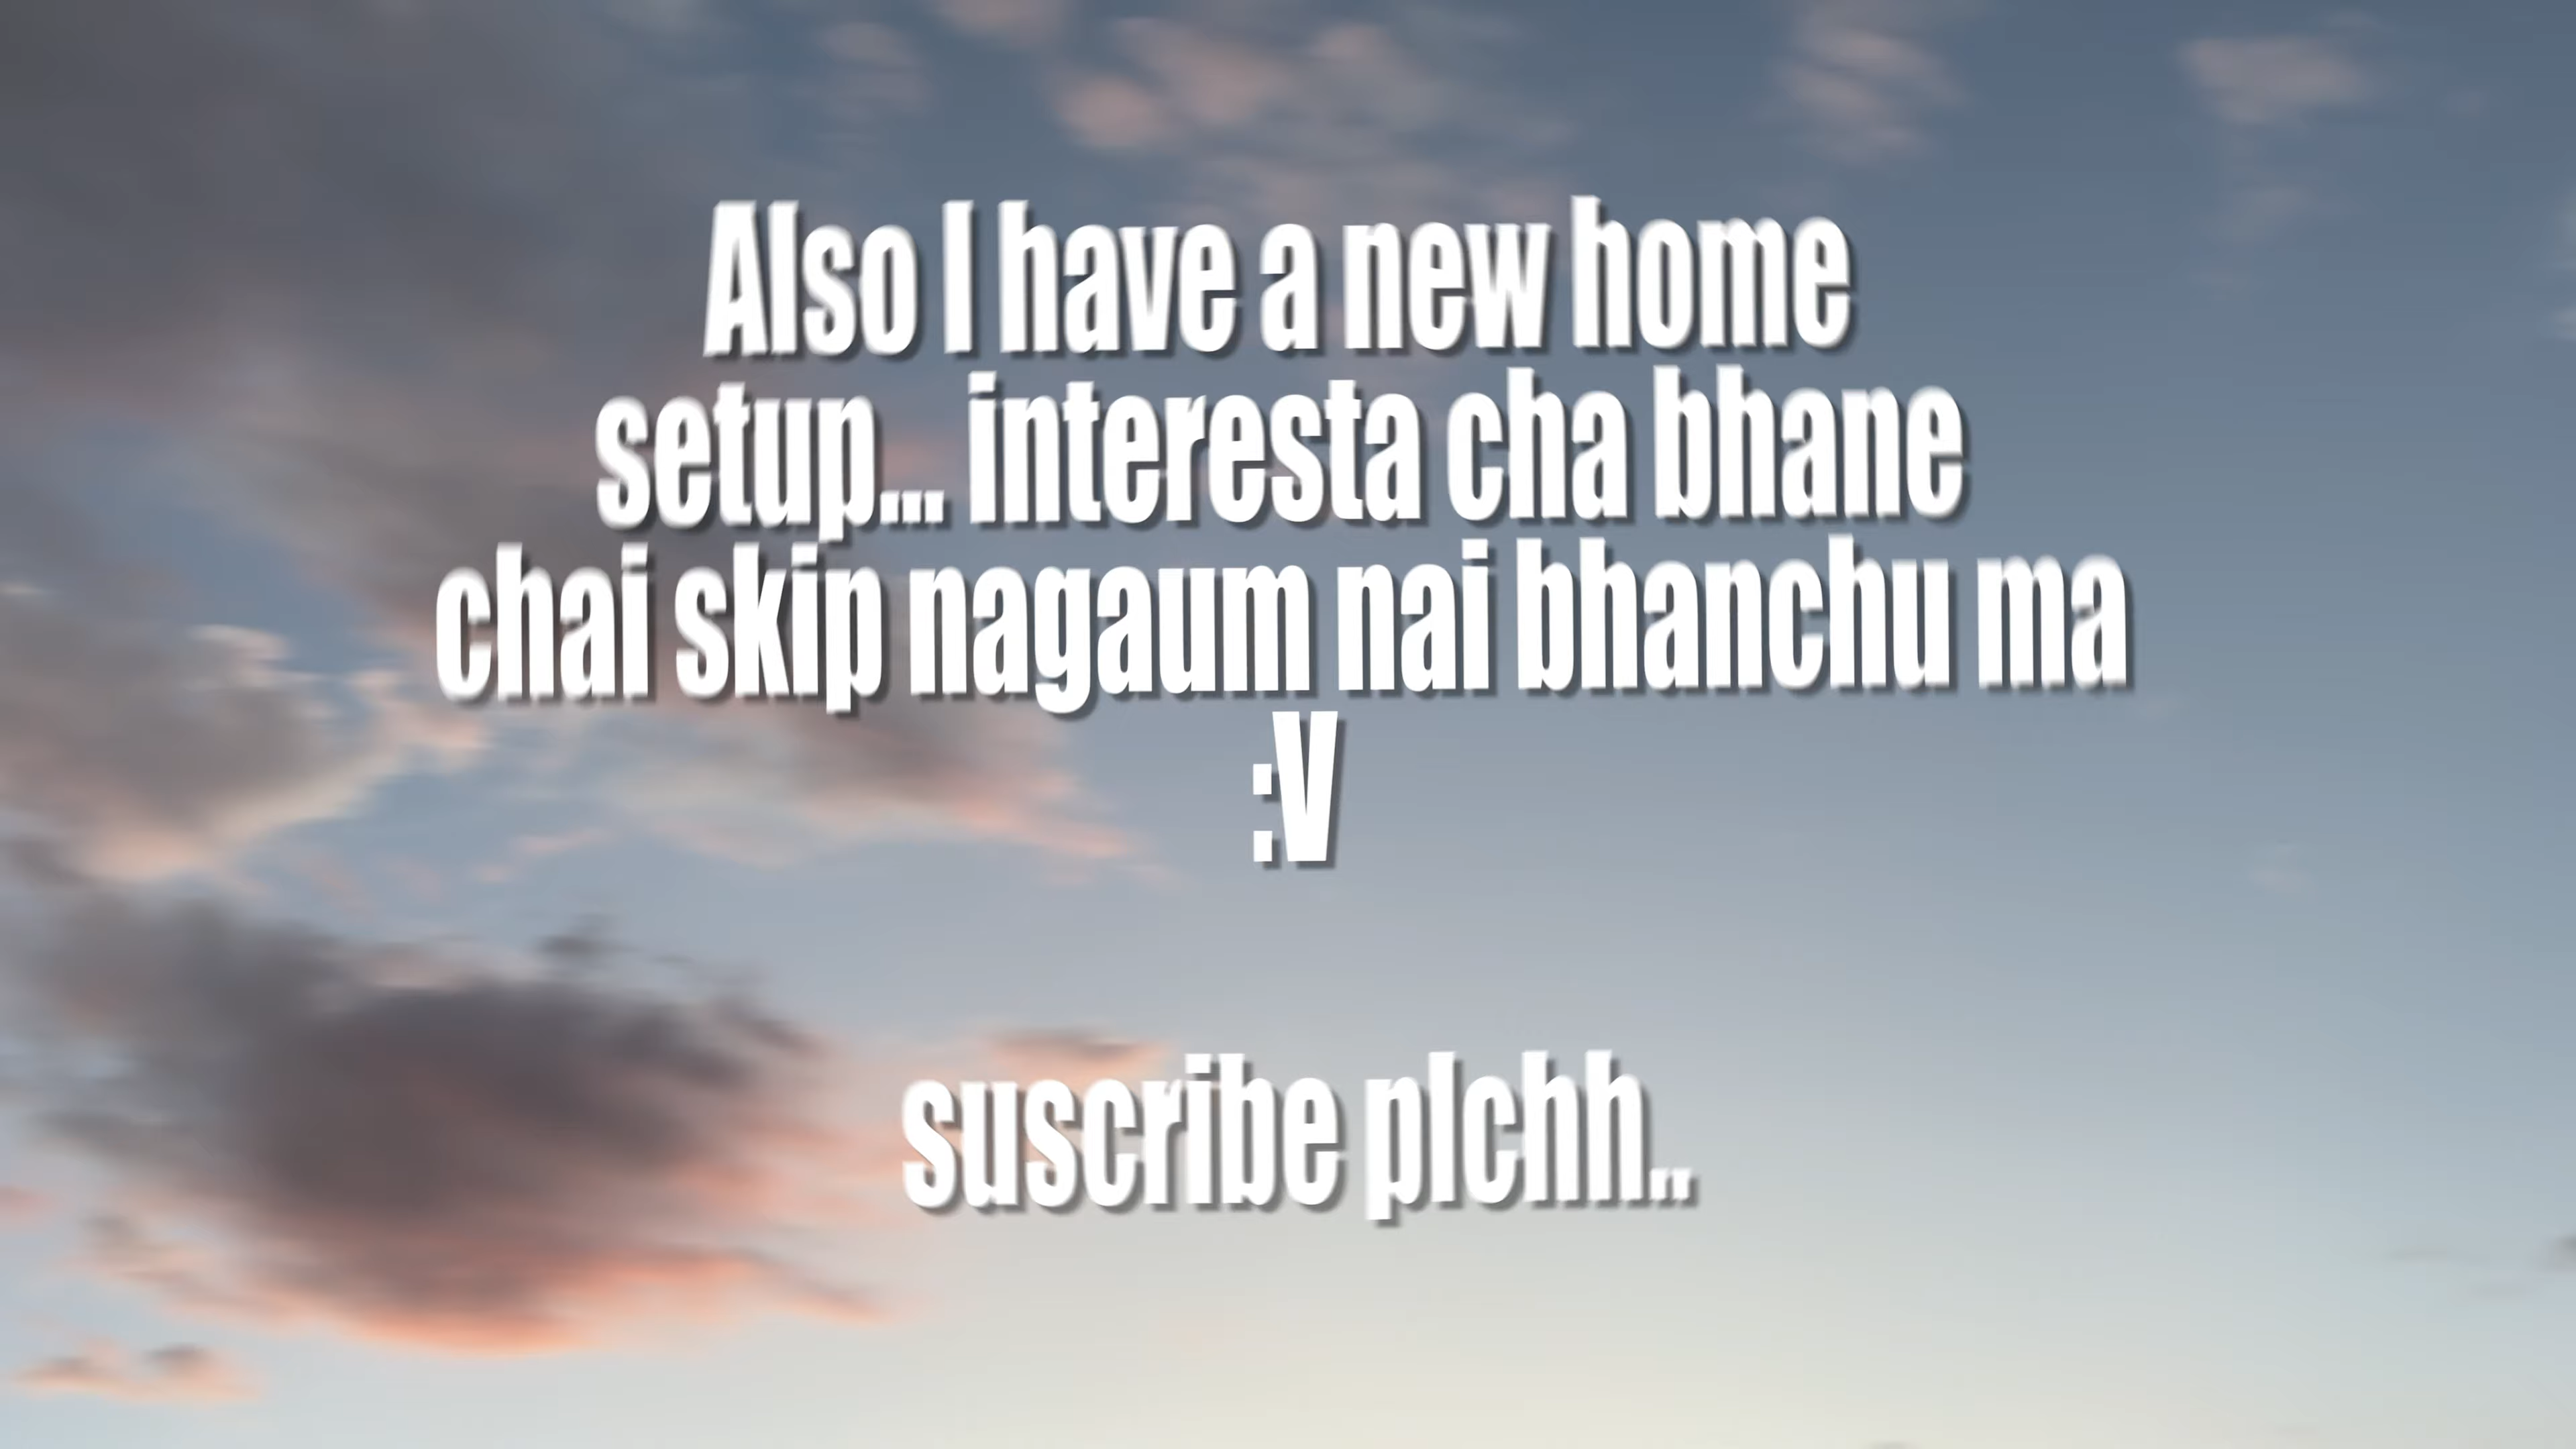 Also I have a new home
setup... interesta cha bhane
chai skip nagaum nai bhanchu ma
:V
suscribe plchh..